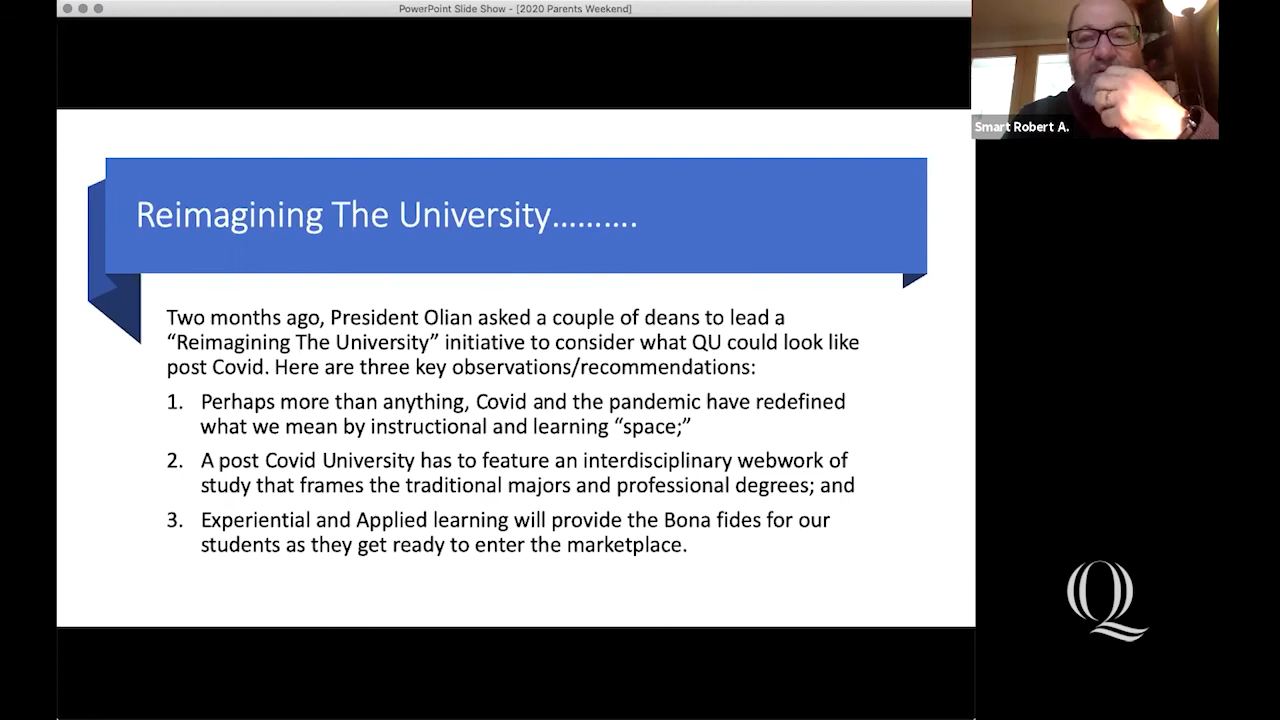 PowerPoint Slide Show - [2020 Parents Weekend]
Smart Robert A.
Reimagining The University..........
Two months ago, President Olian asked a couple of deans to lead a
“Reimagining The University” initiative to consider what QU could look like
post Covid. Here are three key observations/recommendations:
1. Perhaps more than anything, Covid and the pandemic have redefined
what we mean by instructional and learning “space;”
2. A post Covid University has to feature an interdisciplinary webwork of
study that frames the traditional majors and professional degrees; and
3. Experiential and Applied learning will provide the Bona fides for our
students as they get ready to enter the marketplace.
Q